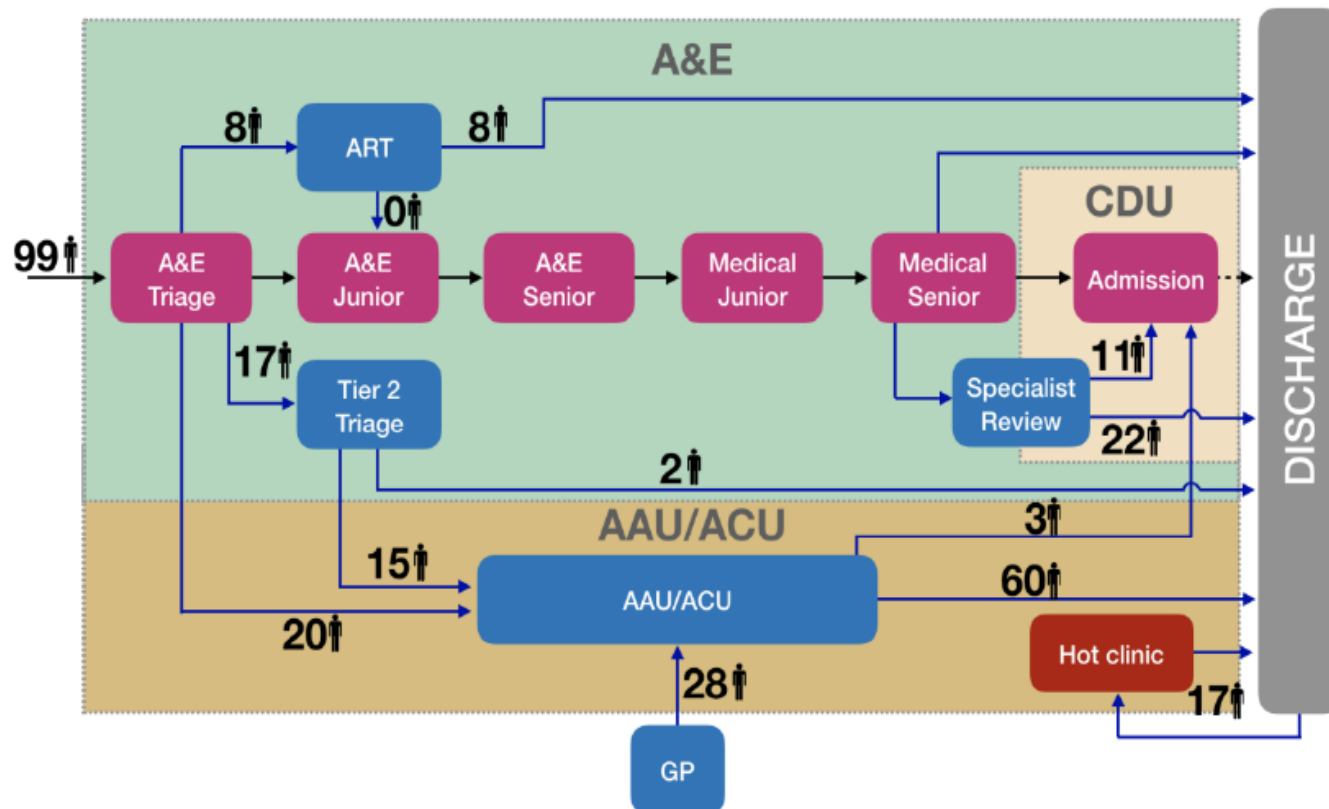 A&E
8
ART
8
0
CDU
99
A&E
Triage
A&E
Junior
A&E
Senior
Medical
Junior
Medical
Senior
Admission
17
Tier 2
Triage
Specialist
Review
11
22
2
DISCHARGE
AAU/ACU
3
15
AAU/ACU
60
20
Hot clinic
28
17
GP